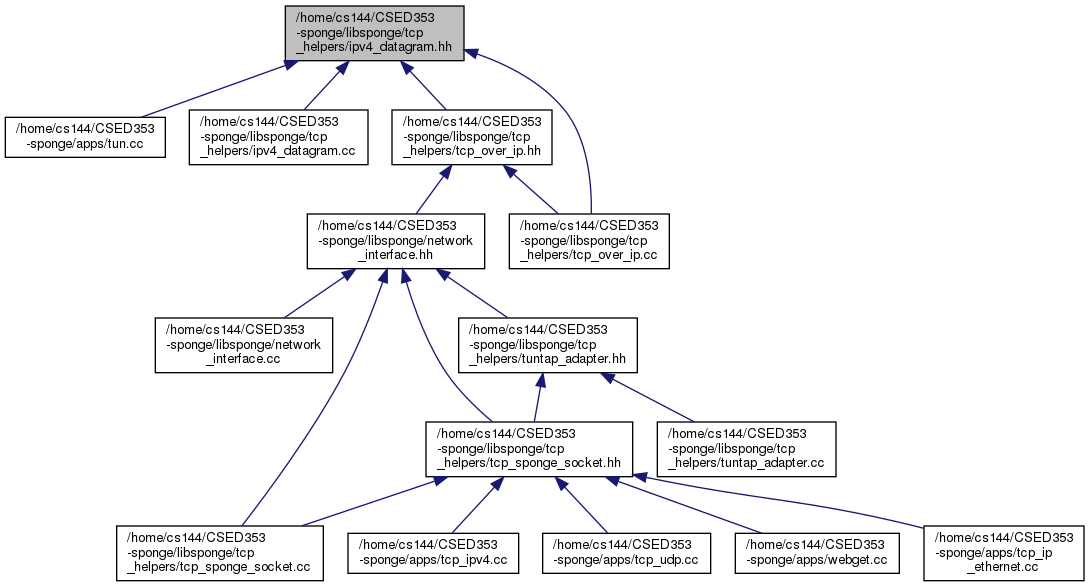 /home/cs144/CSED353
-sponge/libsponge/tcp
_helpers/ipv4_datagram.hh
/home/cs144/CSED353
-sponge/apps/tun.cc
/home/cs144/CSED353
-sponge/libsponge/tcp
_helpers/ipv4_datagram.cc
/home/cs144/CSED353
-sponge/libsponge/tcp
_helpers/tcp_over_ip.hh
/home/cs144/CSED353
-sponge/libsponge/network
_interface.hh
/home/cs144/CSED353
-sponge/libsponge/tcp
_helpers/tcp_over_ip.cc
/home/cs144/CSED353
-sponge/libsponge/network
_interface.cc
/home/cs144/CSED353
-sponge/libsponge/tcp
_helpers/tuntap_adapter.hh
/home/cs144/CSED353
-sponge/libsponge/tcp
_helpers/tcp_sponge_socket.hh
/home/cs144/CSED353
-sponge/libsponge/tcp
_helpers/tuntap_adapter.cc
/home/cs144/CSED353
-sponge/libsponge/tcp
_helpers/tcp_sponge_socket.cc
/home/cs144/CSED353
-sponge/apps/tcp_ipv4.cc
/home/cs144/CSED353
-sponge/apps/tcp_udp.cc
/home/cs144/CSED353
-sponge/apps/webget.cc
/home/cs144/CSED353
-sponge/apps/tcp_ip
_ethernet.cc